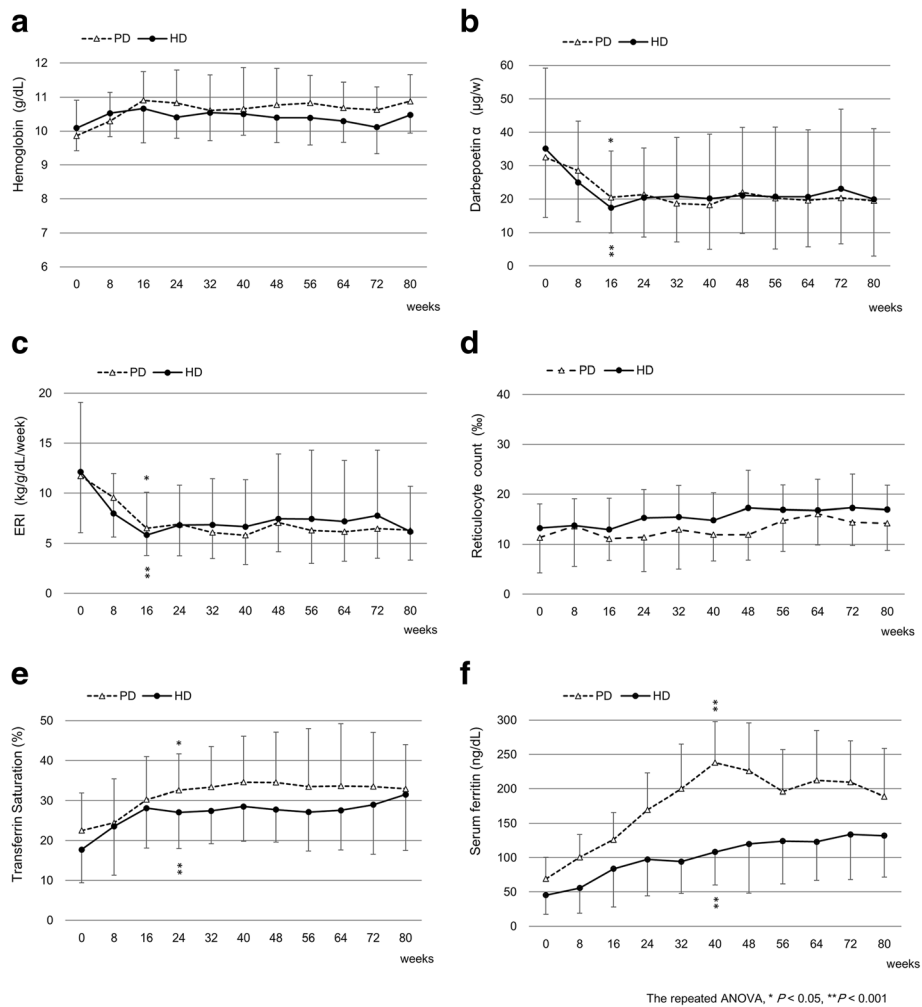 a
PD HD
Hemoglobin (g/dL)
12
11
10
9
8
7
6
0 8 16 24 32 40 48 56 64 72 80
weeks
b
PD HD
Darbepoetin α (μg/w)
60
50
40
30
20
10
0
*
**
0 8 16 24 32 40 48 56 64 72 80
weeks
c
PD HD
ERI (kg/g/dL/week)
20
15
10
5
0
*
**
0 8 16 24 32 40 48 56 64 72 80
weeks
d
PD HD
Reticulocyte count (‰)
40
30
20
10
0
0 8 16 24 32 40 48 56 64 72 80
weeks
e
PD HD
Transferrin Saturation (%)
50
40
30
20
10
0
*
**
0 8 16 24 32 40 48 56 64 72 80
weeks
f
PD HD
Serum ferritin (ng/dL)
300
250
200
150
100
50
0
**
**
0 8 16 24 32 40 48 56 64 72 80
weeks
The repeated ANOVA, * P < 0.05, **P < 0.001